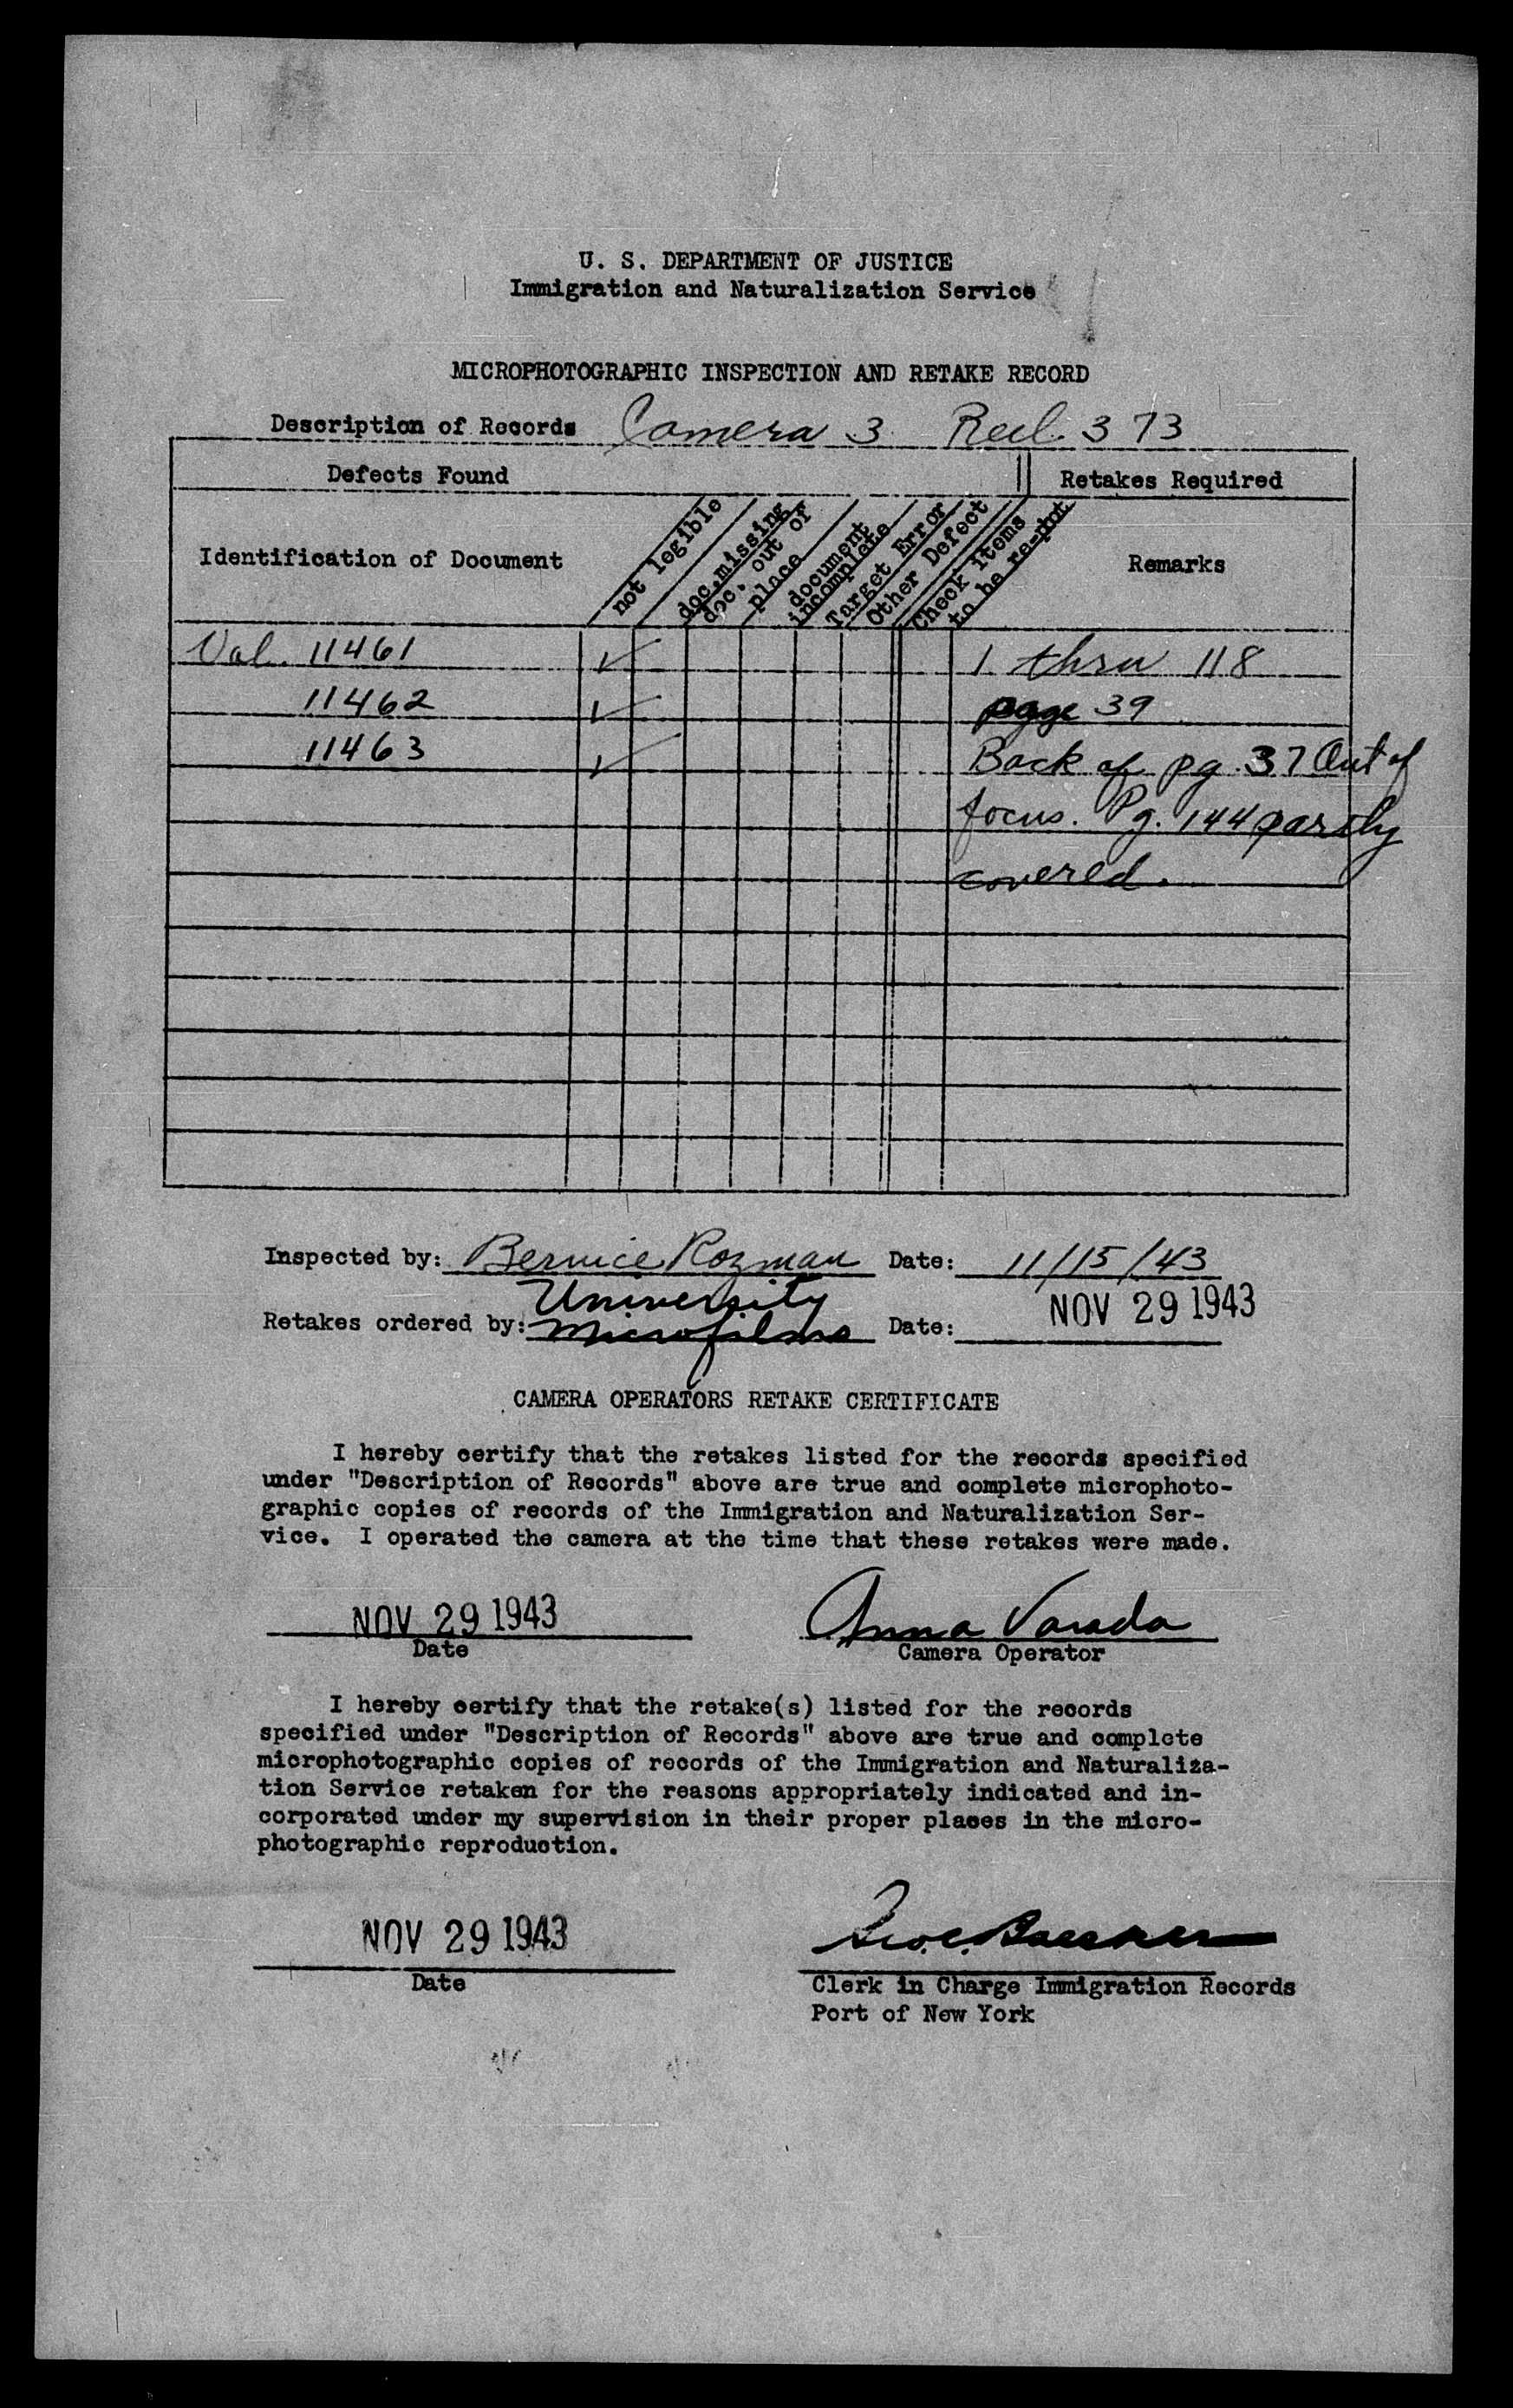 U. S. DEPARTMENT OF JUSTICE
Immigration and Naturalization Service
MICROPHOTOGRAPHIC INSPECTION AND RETAKE RECORD
Description of Records Camera 3 Reel 373
Defects Found
Retakes Required
Identification of Document
not legible
doc. missing
doc. out of
place
document
incomplete
Target Error
Other Defect
Check items
to be re-phot
Remarks
Vol. 11461 ✓ 1 thru 118
11462 ✓ page 39
11463 ✓ Back of pg. 37 Out of
focus. Pg. 144 partly
covered.
Inspected by: Bernice Rozman Date: 11/15/43
Retakes ordered by: University Microfilms Date: NOV 29 1943
CAMERA OPERATORS RETAKE CERTIFICATE
I hereby certify that the retakes listed for the records specified
under "Description of Records" above are true and complete microphoto-
graphic copies of records of the Immigration and Naturalization Ser-
vice. I operated the camera at the time that these retakes were made.
NOV 29 1943
Anna Varada
Date
Camera Operator
I hereby certify that the retake(s) listed for the records
specified under "Description of Records" above are true and complete
microphotographic copies of records of the Immigration and Naturaliza-
tion Service retaken for the reasons appropriately indicated and in-
corporated under my supervision in their proper places in the micro-
photographic reproduction.
NOV 29 1943
Date
Clerk in Charge Immigration Records
Port of New York